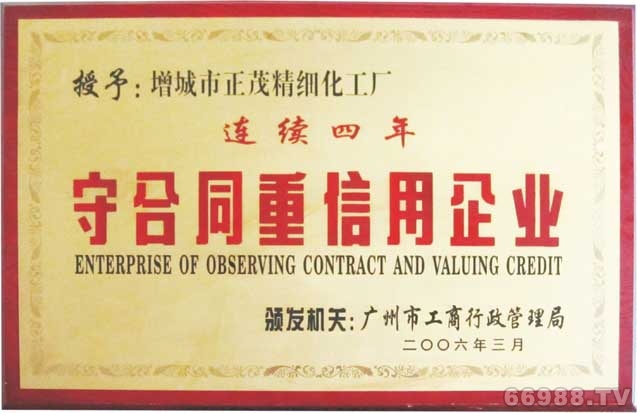 授予：增城市正茂精细化工厂
连续四年
守合同重信用企业
ENTERPRISE OF OBSERVING CONTRACT AND VALUING CREDIT
颁发机关：广州市工商行政管理局
二〇〇六年三月
66988.TV